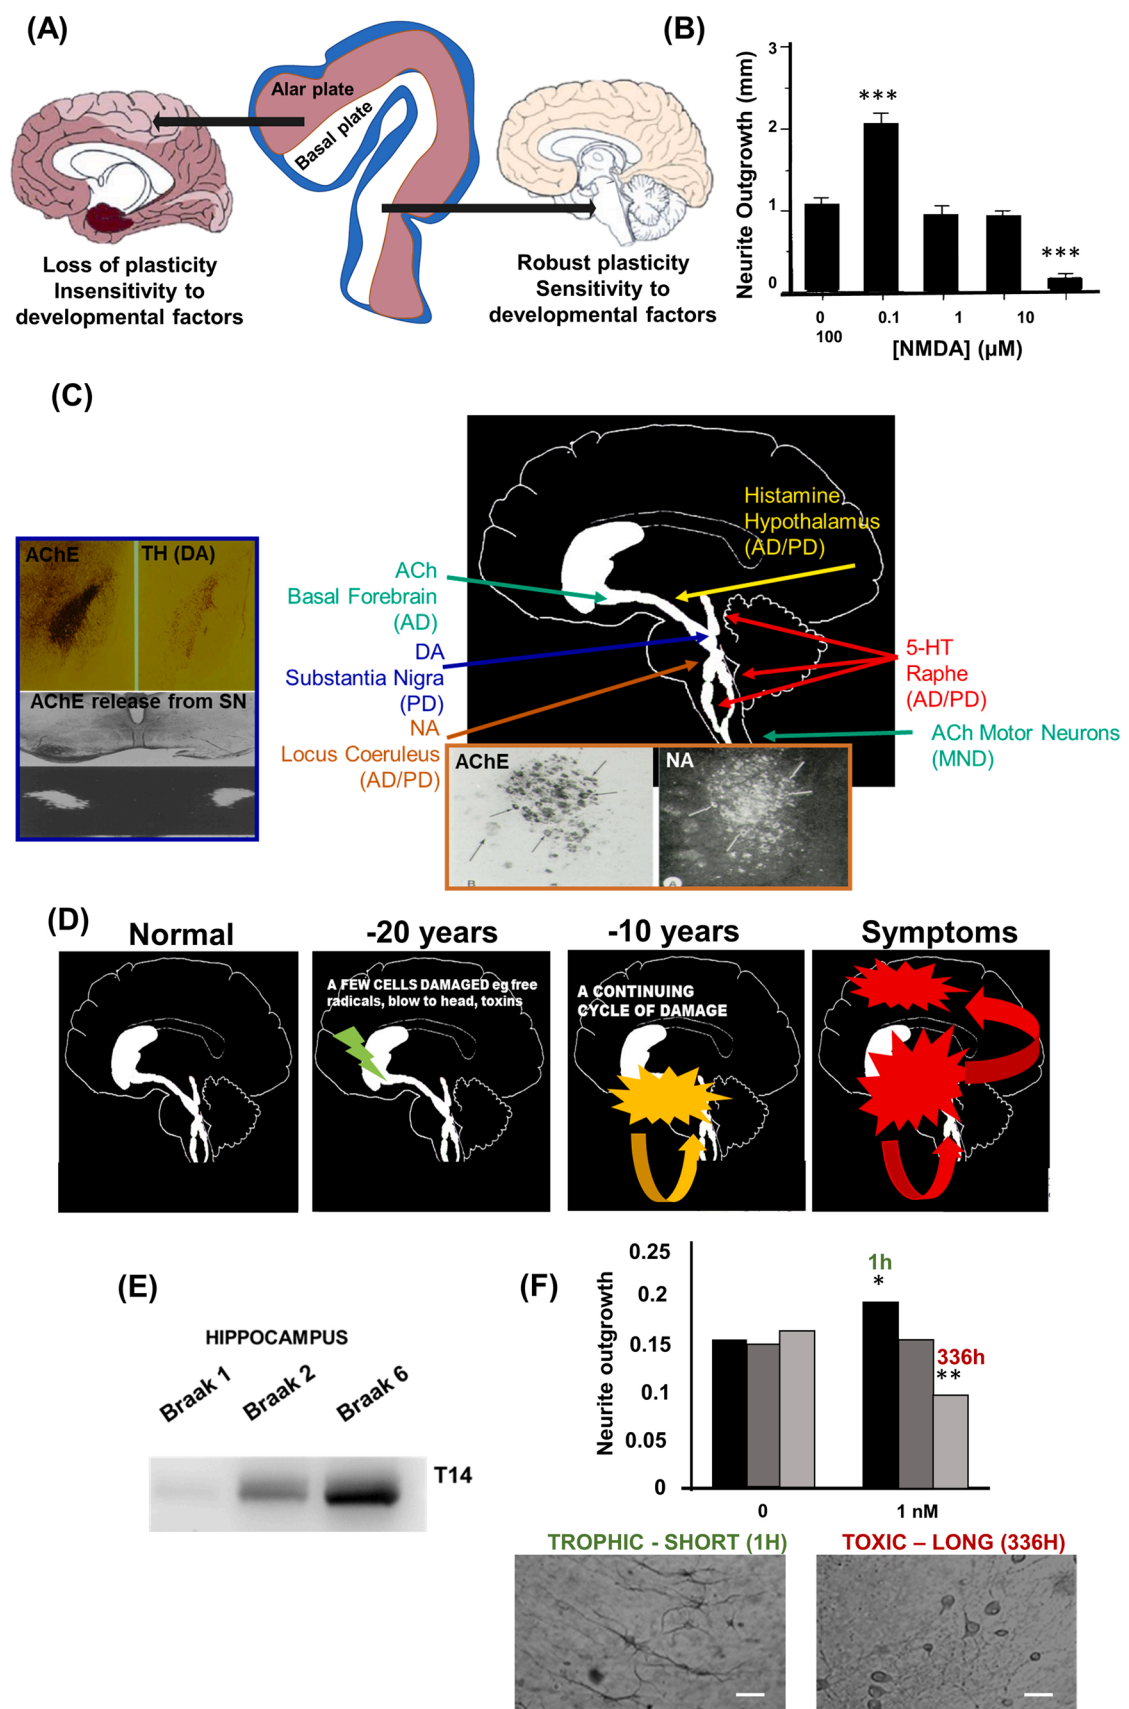 (A)
Alar plate
Basal plate
Loss of plasticity
Insensitivity to
developmental factors
Robust plasticity
Sensitivity to
developmental factors
(B)
Neurite Outgrowth (mm)
3
2
1
0
***
***
0 0.1 1 10
100
[NMDA] (µM)
(C)
AChE
TH (DA)
AChE release from SN
ACh
Basal Forebrain
(AD)
DA
Substantia Nigra
(PD)
NA
Locus Coeruleus
(AD/PD)
Histamine
Hypothalamus
(AD/PD)
5-HT
Raphe
(AD/PD)
ACh Motor Neurons
(MND)
AChE
NA
B
A
(D)
Normal
-20 years
A FEW CELLS DAMAGED eg free
radicals, blow to head, toxins
-10 years
A CONTINUING
CYCLE OF DAMAGE
Symptoms
(E)
HIPPOCAMPUS
Braak 1
Braak 2
Braak 6
T14
(F)
Neurite outgrowth
0.25
0.2
0.15
0.1
0.05
0
1h
*
336h
**
0
1 nM
TROPHIC - SHORT (1H)
TOXIC – LONG (336H)